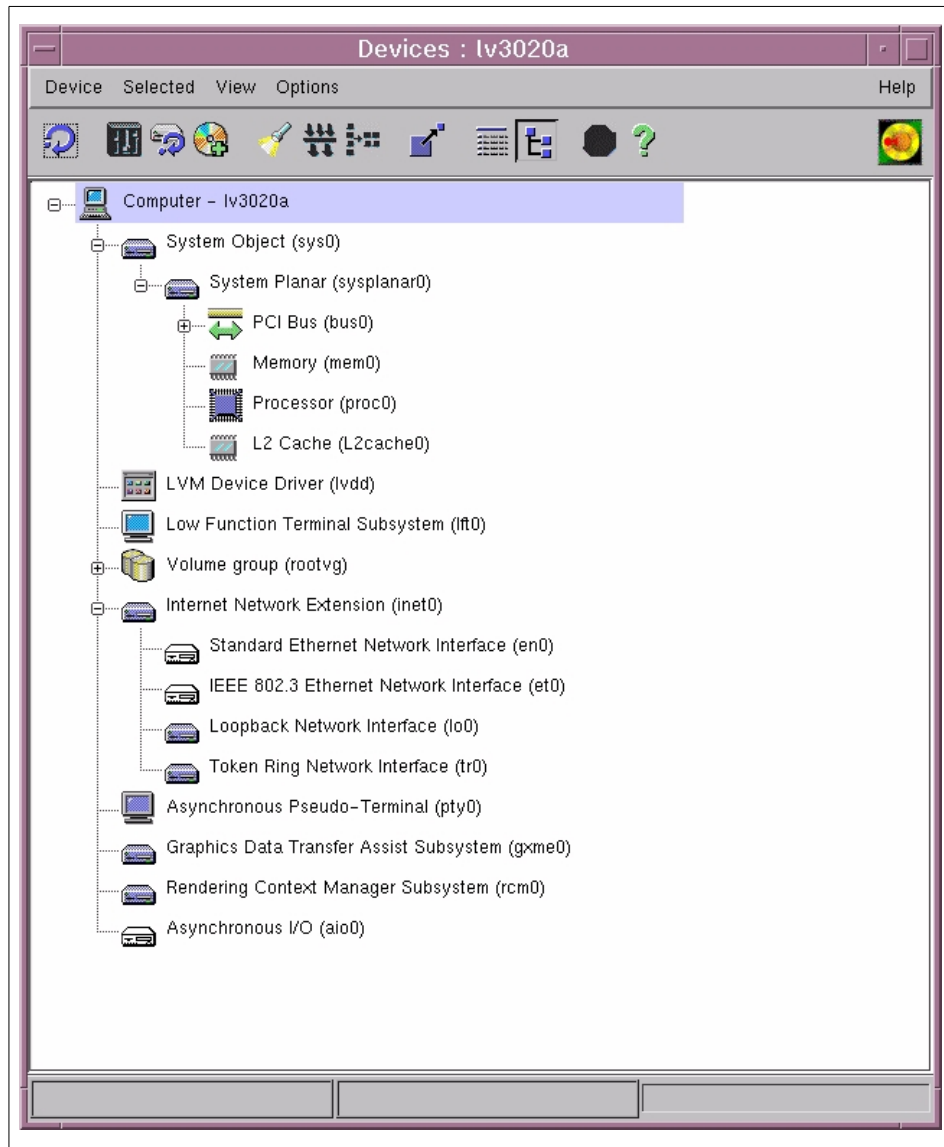 Devices : lv3020a
Device Selected View Options Help
Computer – lv3020a
System Object (sys0)
System Planar (sysplanar0)
PCI Bus (bus0)
Memory (mem0)
Processor (proc0)
L2 Cache (L2cache0)
LVM Device Driver (lvdd)
Low Function Terminal Subsystem (lft0)
Volume group (rootvg)
Internet Network Extension (inet0)
Standard Ethernet Network Interface (en0)
IEEE 802.3 Ethernet Network Interface (et0)
Loopback Network Interface (lo0)
Token Ring Network Interface (tr0)
Asynchronous Pseudo–Terminal (pty0)
Graphics Data Transfer Assist Subsystem (gxme0)
Rendering Context Manager Subsystem (rcm0)
Asynchronous I/O (aio0)